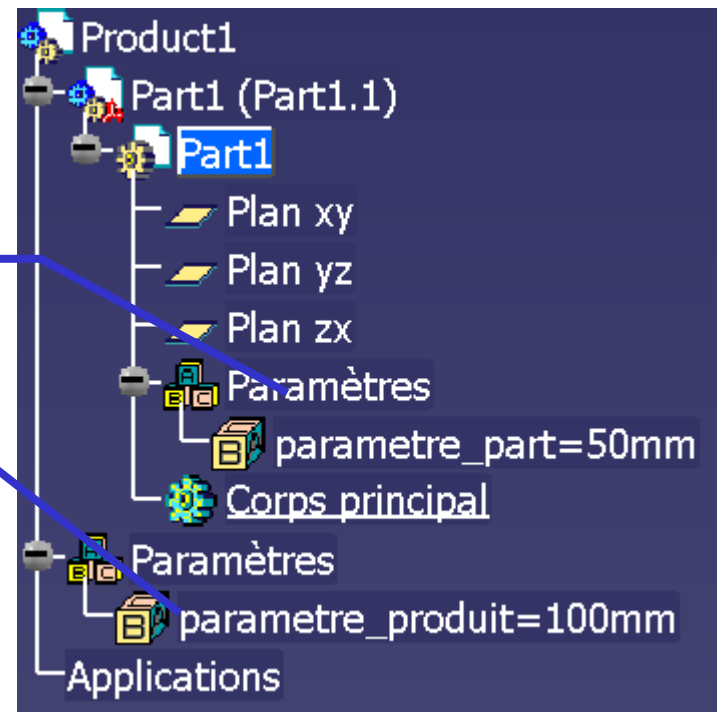 Product1
Part1 (Part1.1)
Part1
Plan xy
Plan yz
Plan zx
Paramètres
parametre_part=50mm
Corps principal
Paramètres
parametre_produit=100mm
Applications